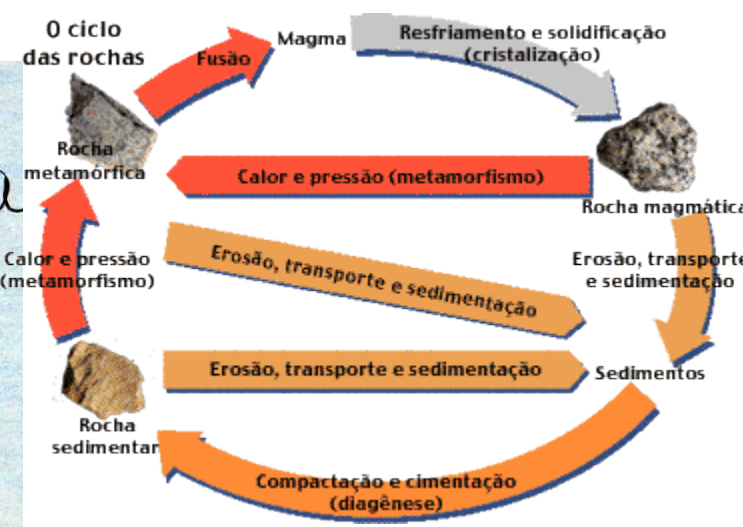 O ciclo
das rochas
Fusão
Magma
Resfriamento e solidificação
(cristalização)
Rocha
metamórfica
Calor e pressão (metamorfismo)
Rocha magmática
Calor e pressão
(metamorfismo)
Erosão, transporte e sedimentação
Erosão, transporte
e sedimentação
Erosão, transporte e sedimentação
Sedimentos
Rocha
sedimentar
Compactação e cimentação
(diagênese)